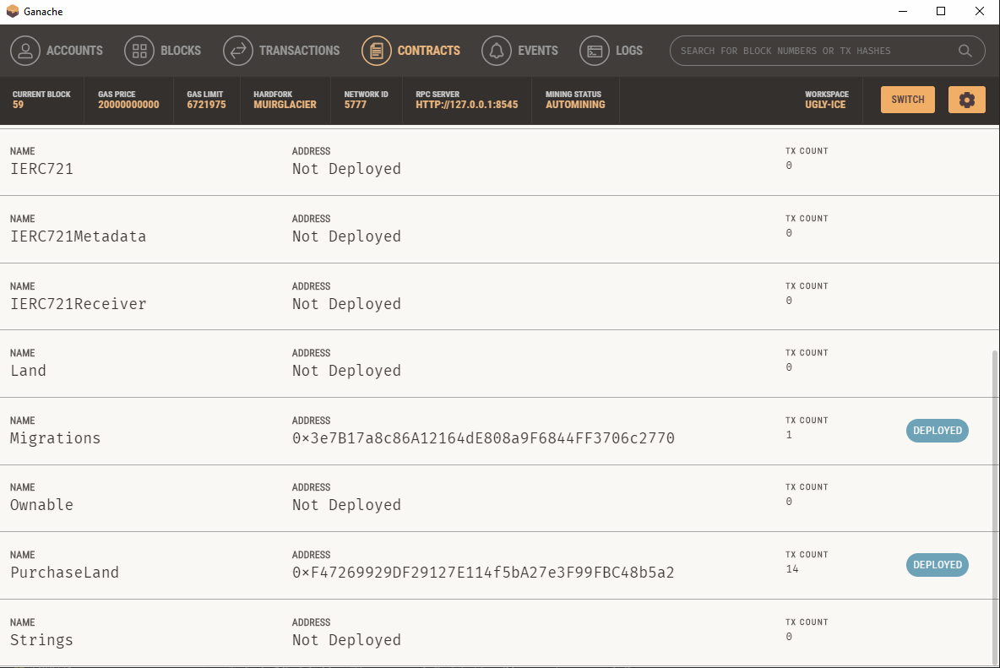 Ganache
ACCOUNTS BLOCKS TRANSACTIONS CONTRACTS EVENTS LOGS SEARCH FOR BLOCK NUMBERS OR TX HASHES
CURRENT BLOCK GAS PRICE GAS LIMIT HARDFORK NETWORK ID RPC SERVER MINING STATUS WORKSPACE
59 20000000000 6721975 MUIRGLACIER 5777 HTTP://127.0.0.1:8545 AUTOMINING UGLY-ICE SWITCH
NAME ADDRESS TX COUNT
IERC721 Not Deployed 0
NAME ADDRESS TX COUNT
IERC721Metadata Not Deployed 0
NAME ADDRESS TX COUNT
IERC721Receiver Not Deployed 0
NAME ADDRESS TX COUNT
Land Not Deployed 0
NAME ADDRESS TX COUNT
Migrations 0x3e7B17a8c86A12164dE808a9F6844FF3706c2770 1 DEPLOYED
NAME ADDRESS TX COUNT
Ownable Not Deployed 0
NAME ADDRESS TX COUNT
PurchaseLand 0xF47269929DF29127E114f5bA27e3F99FBC48b5a2 14 DEPLOYED
NAME ADDRESS TX COUNT
Strings Not Deployed 0